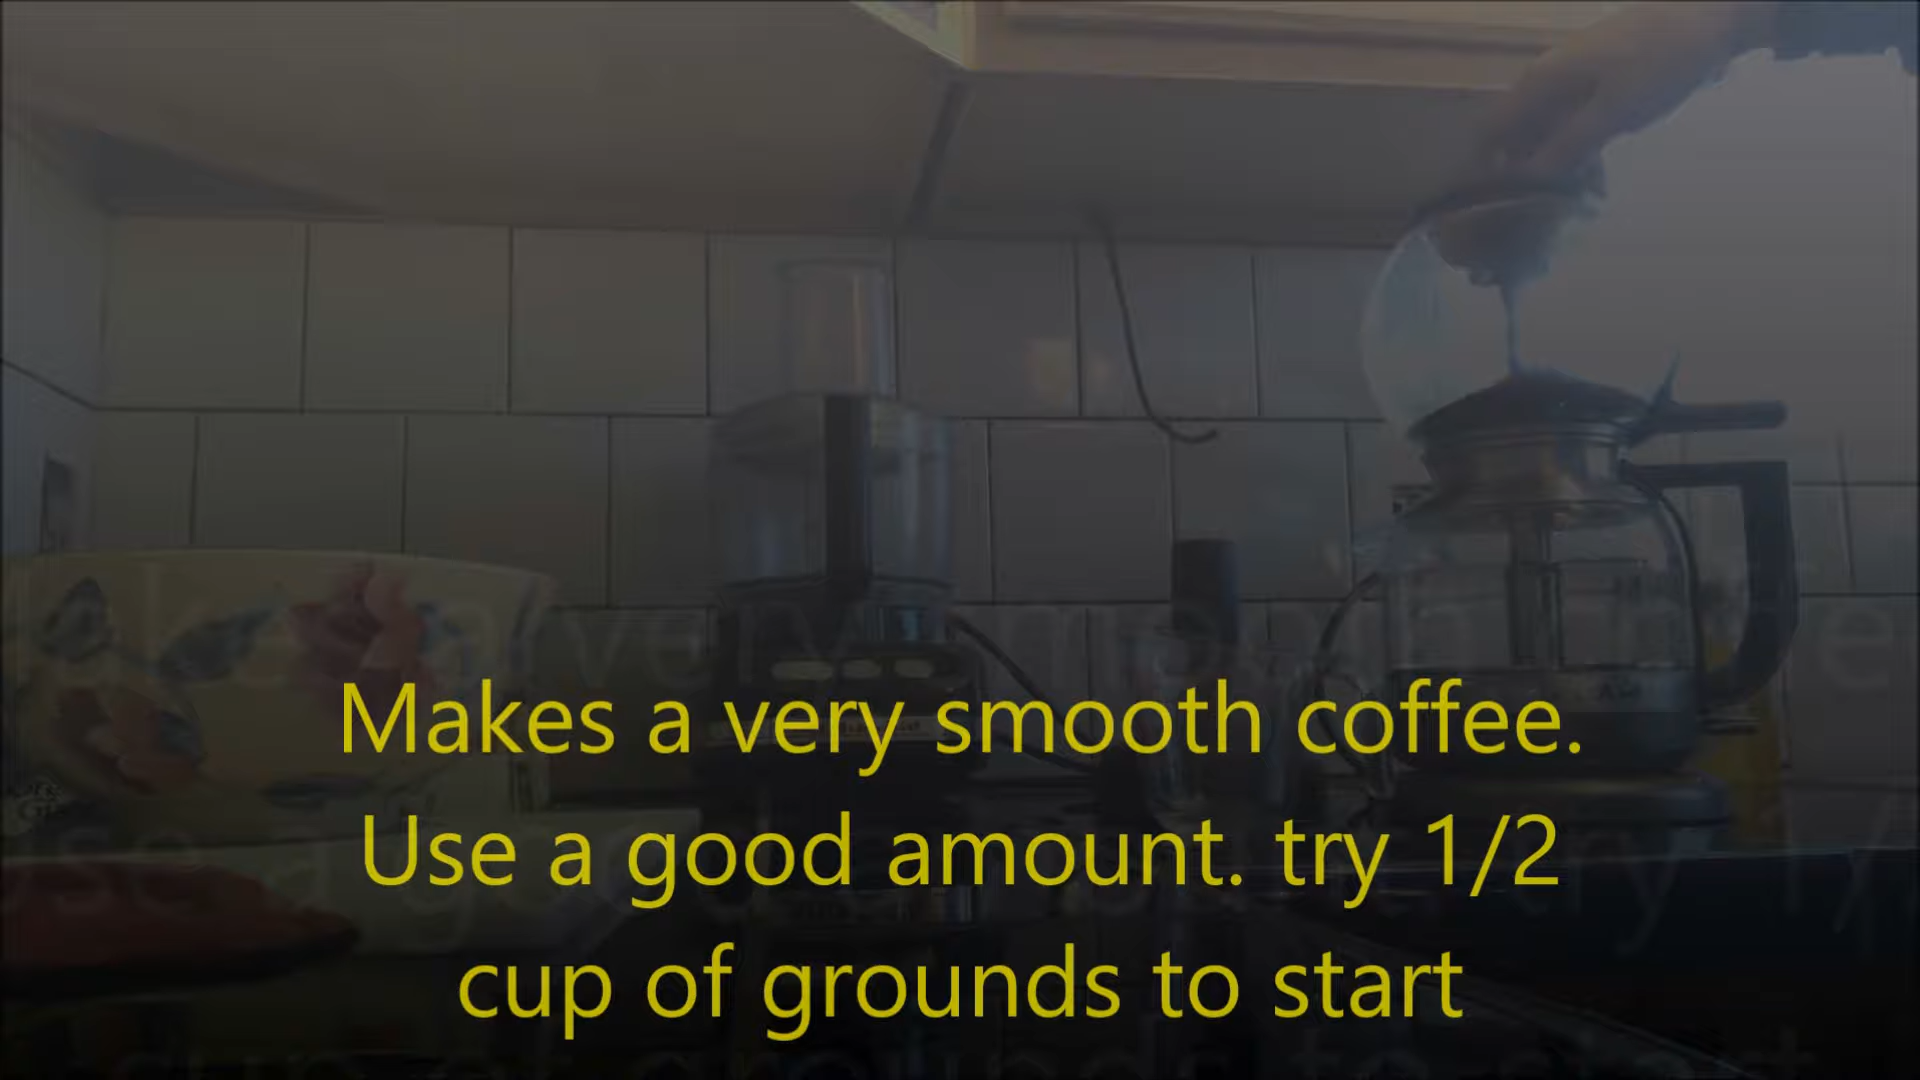 Makes a very smooth coffee.
Use a good amount. try 1/2
cup of grounds to start